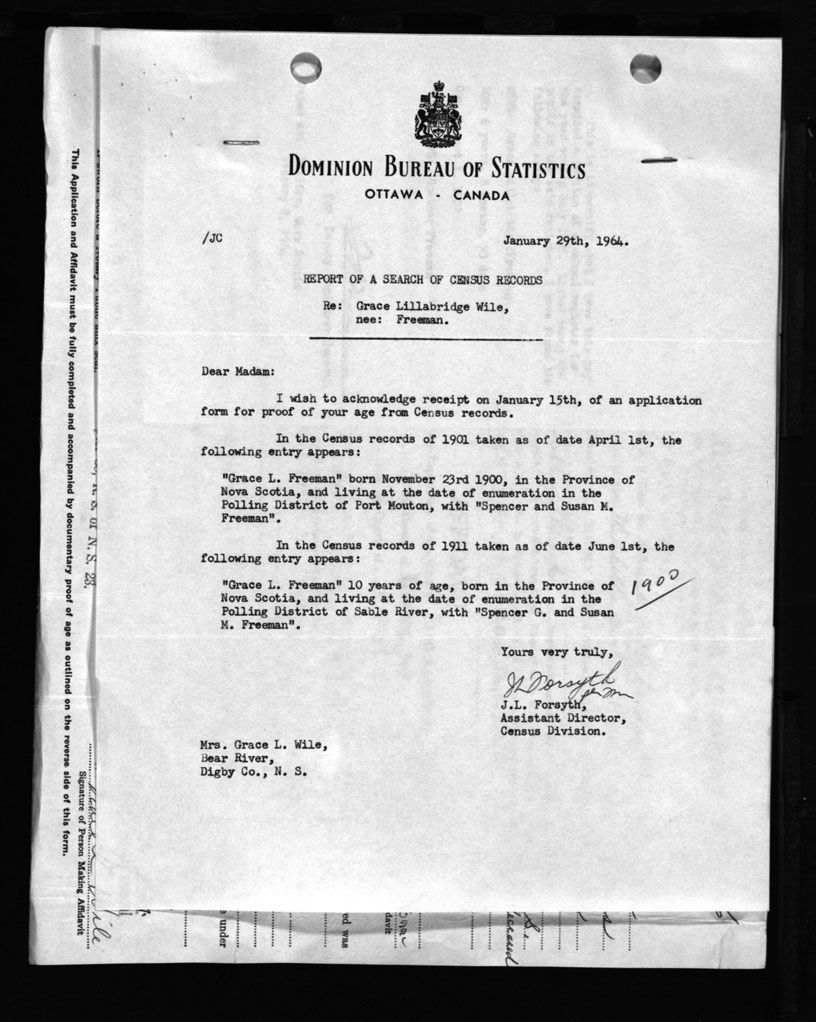 DOMINION BUREAU OF STATISTICS
OTTAWA - CANADA
/JC
January 29th, 1964.
REPORT OF A SEARCH OF CENSUS RECORDS
Re: Grace Lillabridge Wile,
nee: Freeman.
Dear Madam:
I wish to acknowledge receipt on January 15th, of an application
form for proof of your age from Census records.
In the Census records of 1901 taken as of date April 1st, the
following entry appears:
"Grace L. Freeman" born November 23rd 1900, in the Province of
Nova Scotia, and living at the date of enumeration in the
Polling District of Port Mouton, with "Spencer and Susan M.
Freeman".
In the Census records of 1911 taken as of date June 1st, the
following entry appears:
"Grace L. Freeman" 10 years of age, born in the Province of
Nova Scotia, and living at the date of enumeration in the
Polling District of Sable River, with "Spencer G. and Susan
M. Freeman".
1900
Yours very truly,
JL Forsyth
J.L. Forsyth,
Assistant Director,
Census Division.
Mrs. Grace L. Wile,
Bear River,
Digby Co., N. S.
This Application and Affidavit must be fully completed and accompanied by documentary proof of age as outlined on the reverse side of this form.
Signature of Person Making Affidavit
Wile
of N. S. 23.
under
ed was
davit